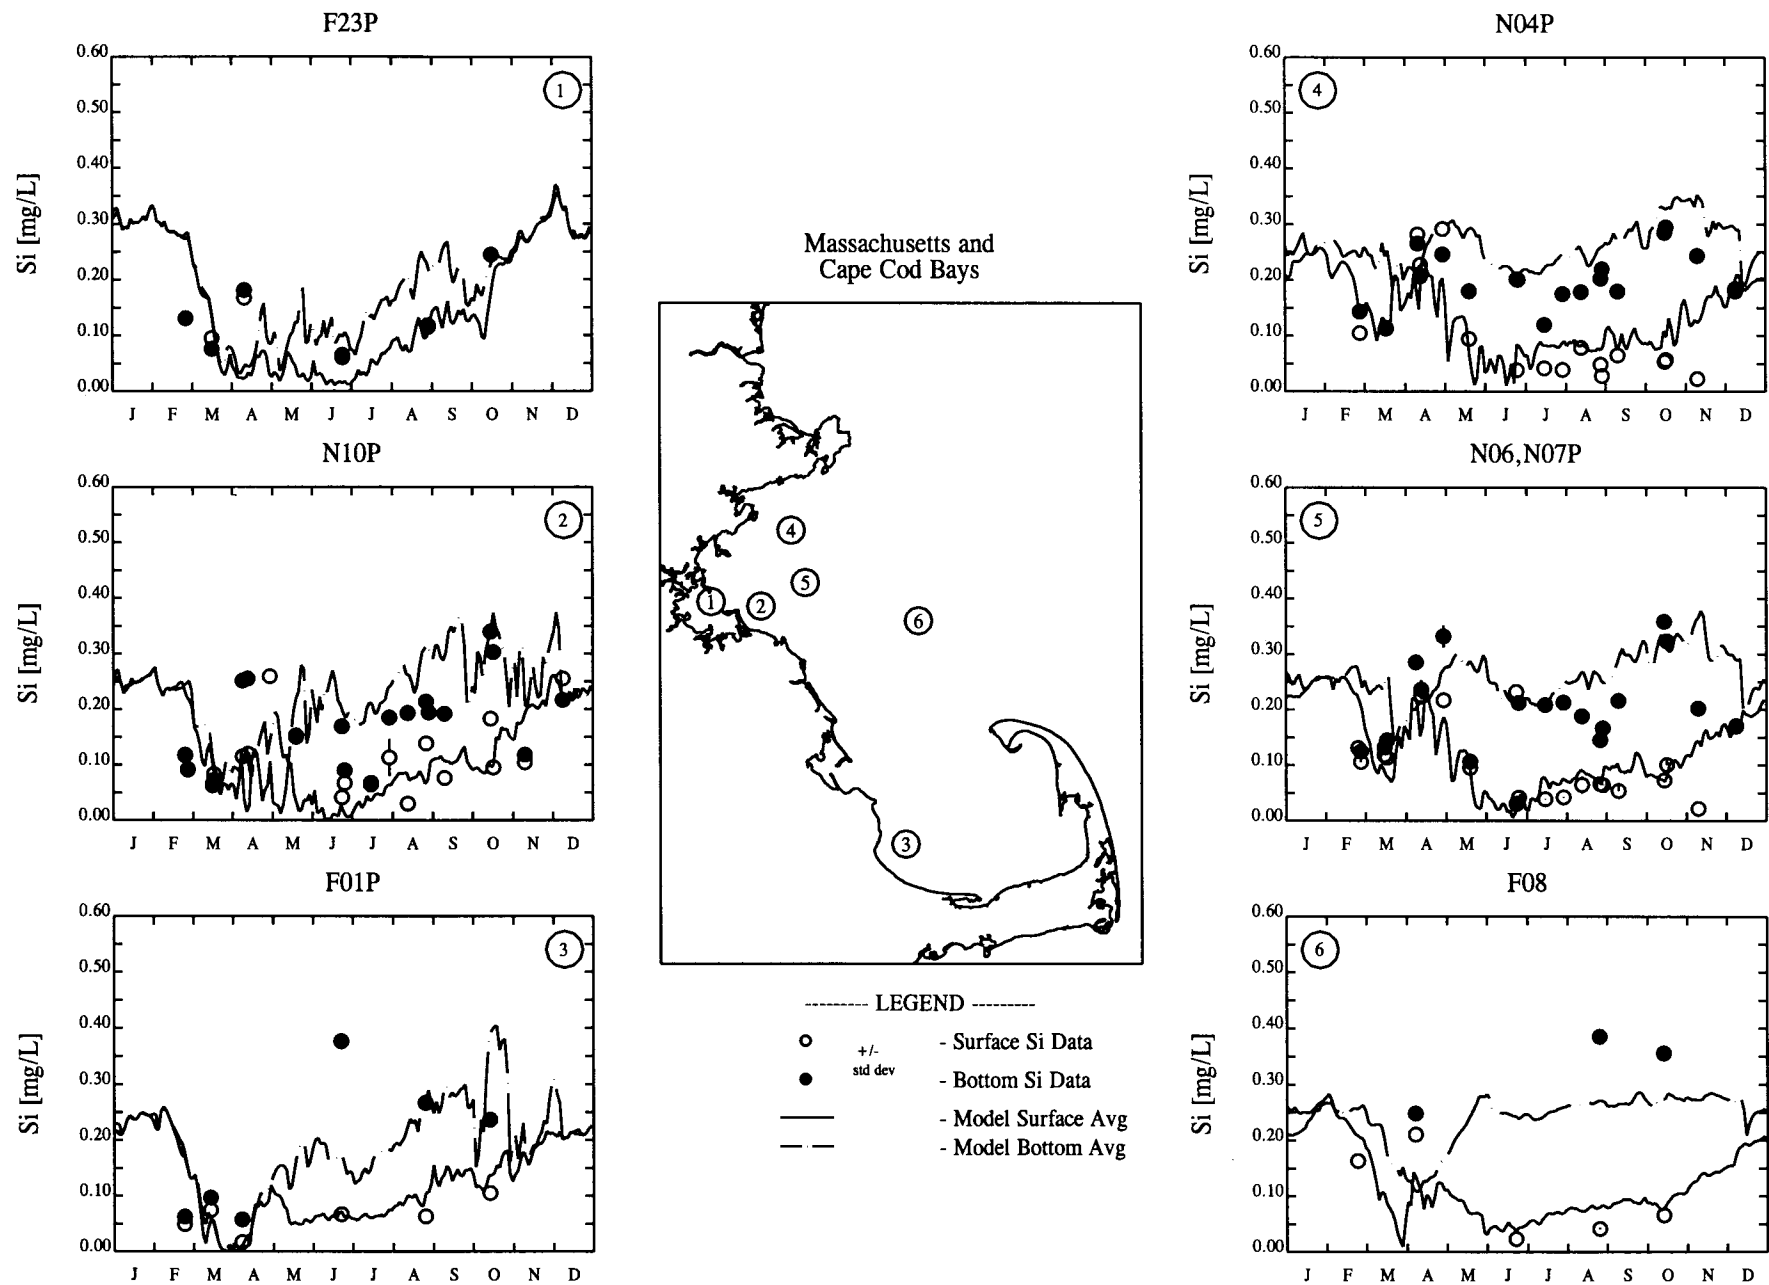 F23P
0.60
0.50
0.40
0.30
0.20
0.10
0.00
Si [mg/L]
1
J F M A M J J A S O N D
N10P
0.60
0.50
0.40
0.30
0.20
0.10
0.00
Si [mg/L]
2
J F M A M J J A S O N D
F01P
0.60
0.50
0.40
0.30
0.20
0.10
0.00
Si [mg/L]
3
J F M A M J J A S O N D
Massachusetts and
Cape Cod Bays
4
5
1
2
6
3
---------- LEGEND ----------
- Surface Si Data
+/-
std dev
- Bottom Si Data
- Model Surface Avg
- Model Bottom Avg
N04P
0.60
0.50
0.40
0.30
0.20
0.10
0.00
Si [mg/L]
4
J F M A M J J A S O N D
N06,N07P
0.60
0.50
0.40
0.30
0.20
0.10
0.00
Si [mg/L]
5
J F M A M J J A S O N D
F08
0.60
0.50
0.40
0.30
0.20
0.10
0.00
Si [mg/L]
6
J F M A M J J A S O N D